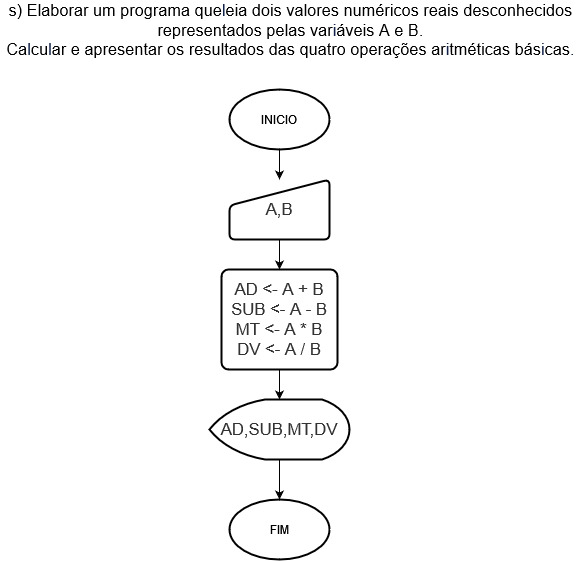 s) Elaborar um programa queleia dois valores numéricos reais desconhecidos
representados pelas variáveis A e B.
Calcular e apresentar os resultados das quatro operações aritméticas básicas.
INICIO
A,B
AD <- A + B
SUB <- A - B
MT <- A * B
DV <- A / B
AD,SUB,MT,DV
FIM